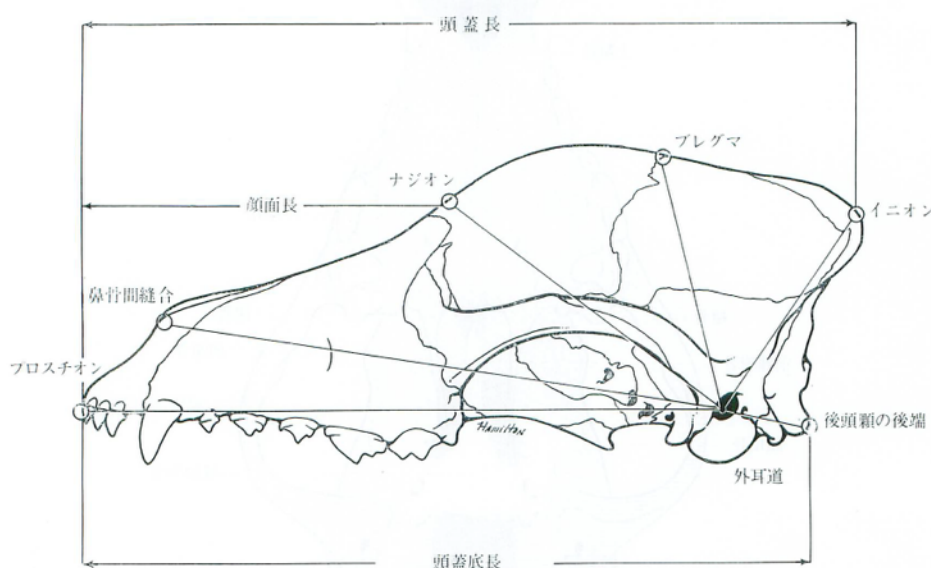 頭蓋長
ブレグマ
ナジオン
顔面長
イニオン
鼻骨間縫合
プロスチオン
後頭顆の後端
Hamilton
外耳道
頭蓋底長